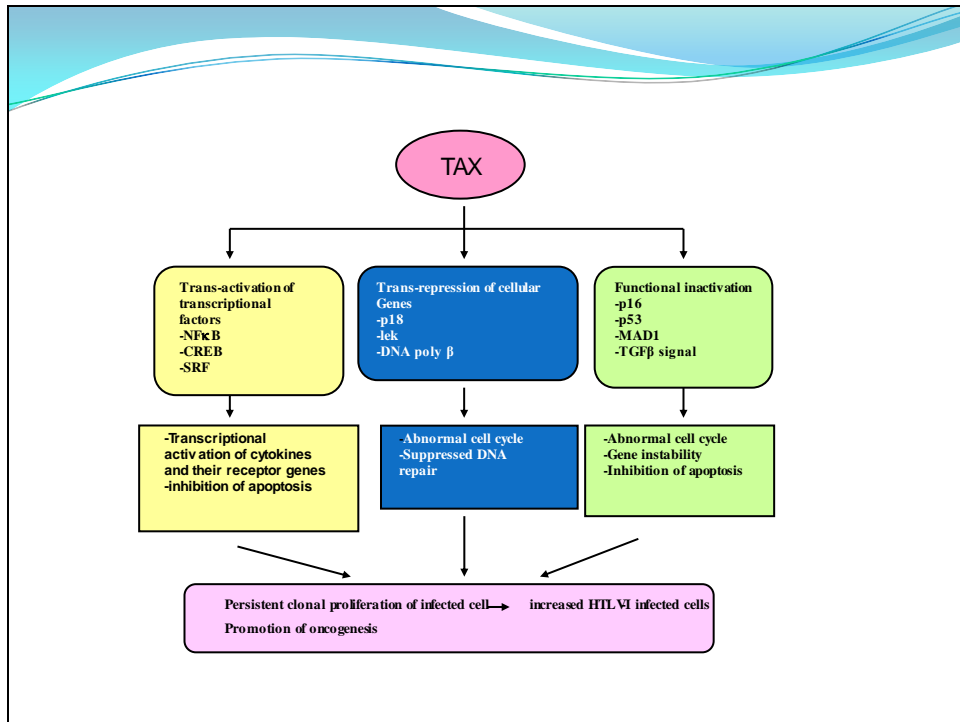 TAX
Trans-activation of
transcriptional
factors
-NFκB
-CREB
-SRF
Trans-repression of cellular
Genes
-p18
-lek
-DNA poly β
Functional inactivation
-p16
-p53
-MAD1
-TGFβ signal
-Transcriptional
activation of cytokines
and their receptor genes
-inhibition of apoptosis
-Abnormal cell cycle
-Suppressed DNA
repair
-Abnormal cell cycle
-Gene instability
-Inhibition of apoptosis
Persistent clonal proliferation of infected cell → increased HTLV-I infected cells
Promotion of oncogenesis